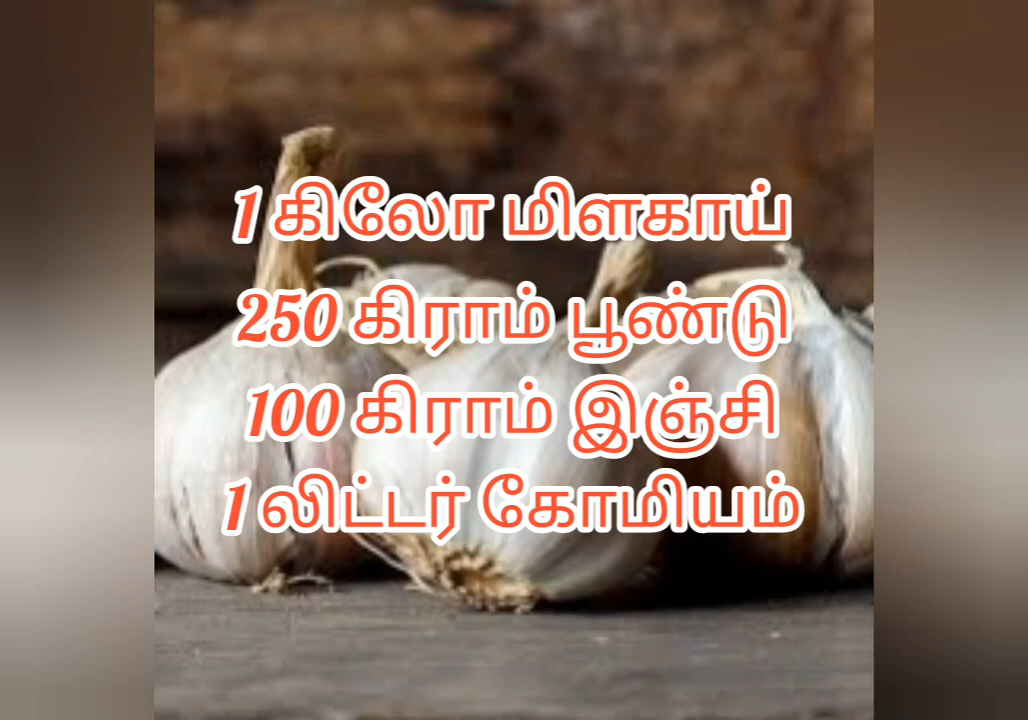 1 கிலோ மிளகாய்
250 கிராம் பூண்டு
100 கிராம் இஞ்சி
1 லிட்டர் கோமியம்